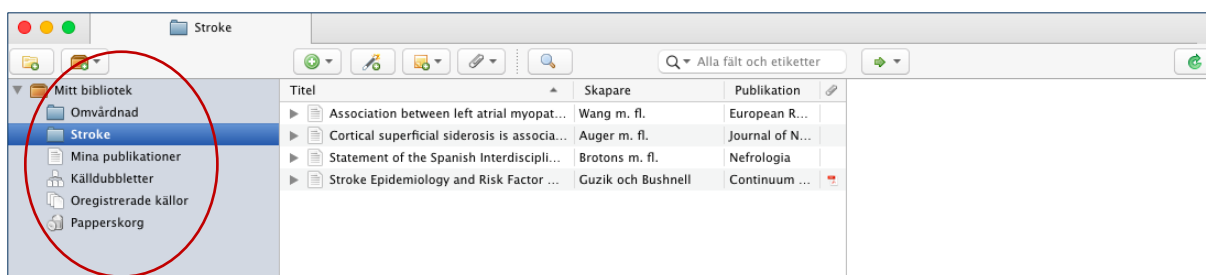 Stroke
Alla fält och etiketter
Mitt bibliotek
Omvårdnad
Stroke
Mina publikationer
Källdubbletter
Oregistrerade källor
Papperskorg
Titel Skapare Publikation
Association between left atrial myopat... Wang m. fl. European R...
Cortical superficial siderosis is associa... Auger m. fl. Journal of N...
Statement of the Spanish Interdiscipli... Brotons m. fl. Nefrologia
Stroke Epidemiology and Risk Factor ... Guzik och Bushnell Continuum ...